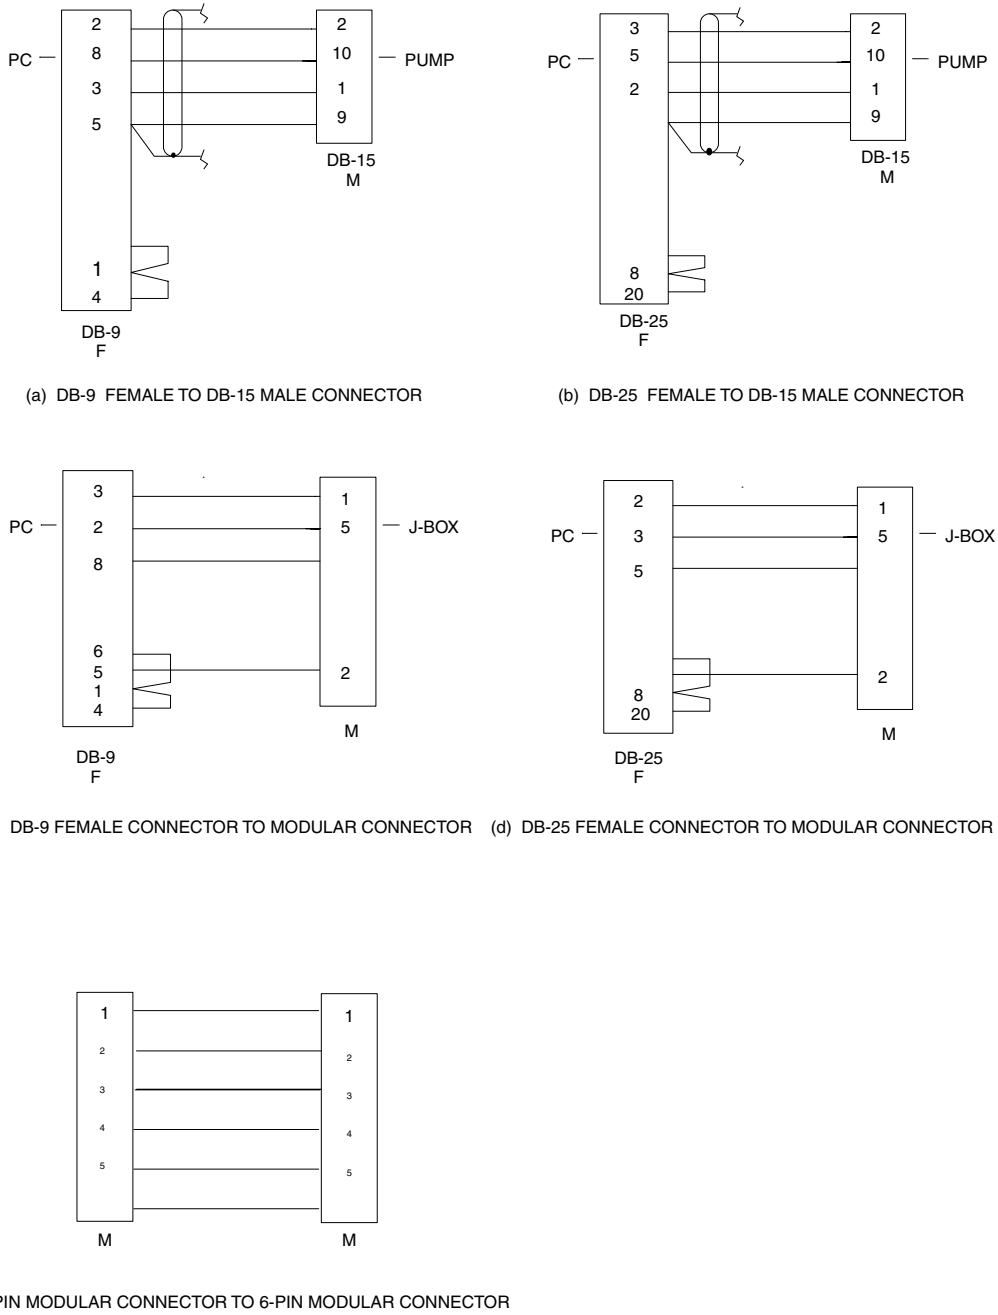 2
8
3
5
1
4
PC
2
10
1
9
PUMP
DB-15
M
DB-9
F
(a) DB-9 FEMALE TO DB-15 MALE CONNECTOR
3
5
2
8
20
PC
2
10
1
9
PUMP
DB-15
M
DB-25
F
(b) DB-25 FEMALE TO DB-15 MALE CONNECTOR
3
2
8
6
5
1
4
PC
1
5
2
J-BOX
M
DB-9
F
DB-9 FEMALE CONNECTOR TO MODULAR CONNECTOR
2
3
5
8
20
PC
1
5
2
J-BOX
M
DB-25
F
(d) DB-25 FEMALE CONNECTOR TO MODULAR CONNECTOR
1
2
3
4
5
M
1
2
3
4
5
M
PIN MODULAR CONNECTOR TO 6-PIN MODULAR CONNECTOR